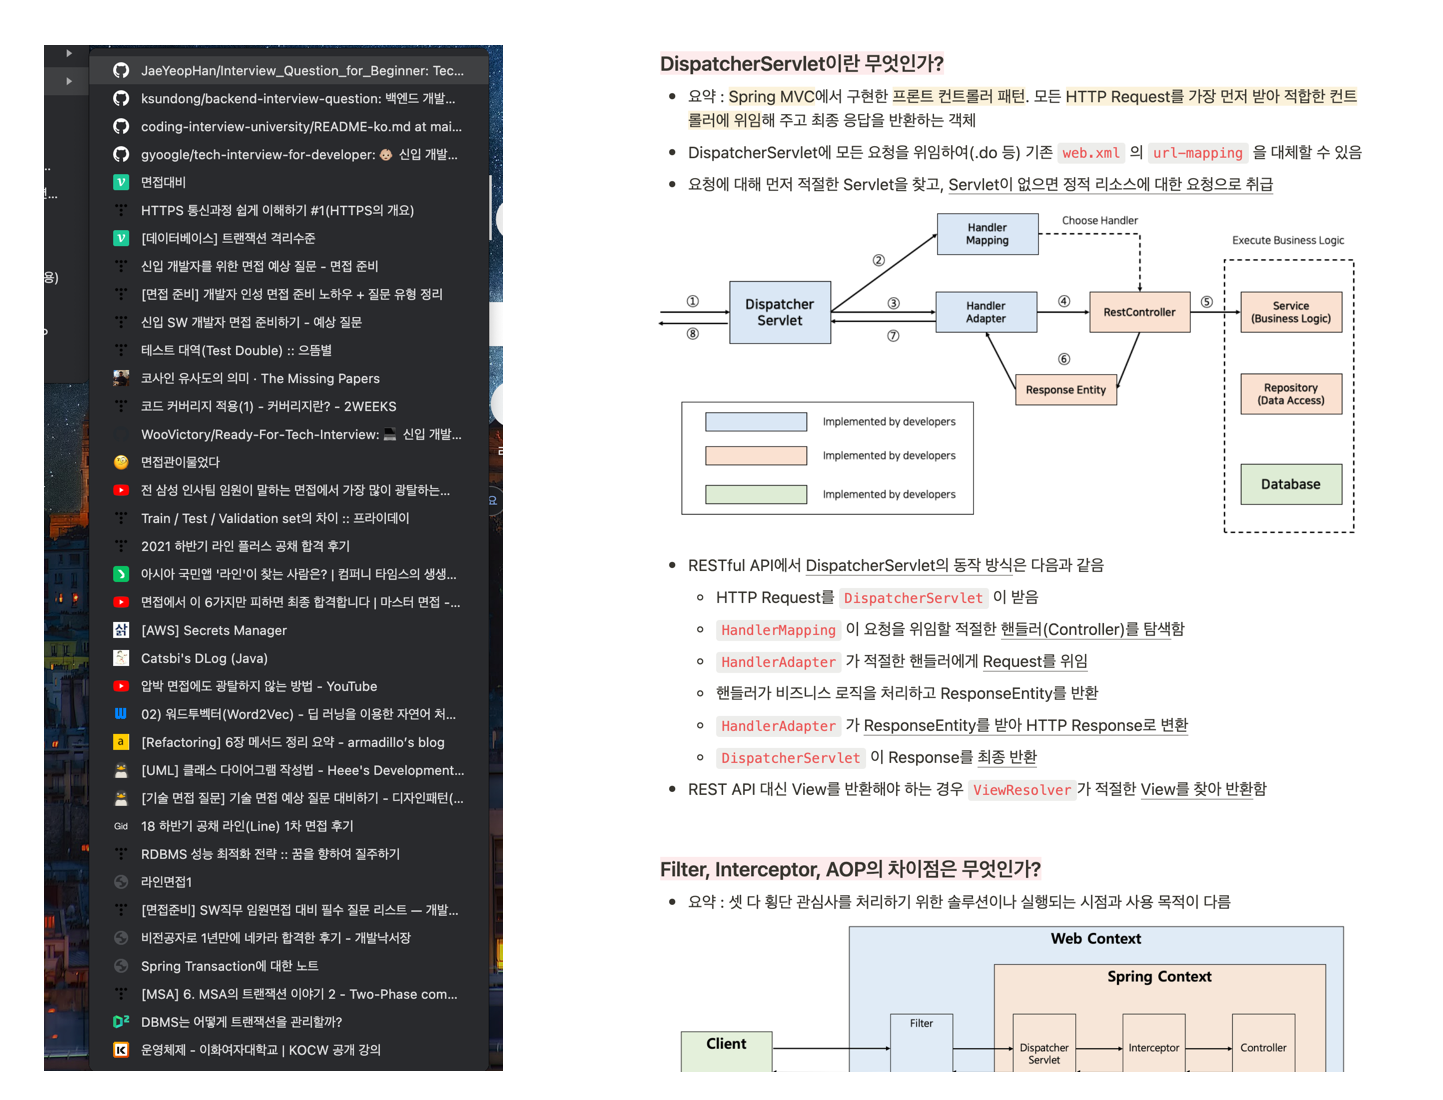 JaeYeopHan/Interview_Question_for_Beginner: Tec...
ksundong/backend-interview-question: 백엔드 개발...
coding-interview-university/README-ko.md at mai...
gyoogle/tech-interview-for-developer: 👶🏼 신입 개발...
면접대비
HTTPS 통신과정 쉽게 이해하기 #1(HTTPS의 개요)
[데이터베이스] 트랜잭션 격리수준
신입 개발자를 위한 면접 예상 질문 - 면접 준비
[면접 준비] 개발자 인성 면접 준비 노하우 + 질문 유형 정리
신입 SW 개발자 면접 준비하기 - 예상 질문
테스트 대역(Test Double) :: 으뜸별
코사인 유사도의 의미 · The Missing Papers
코드 커버리지 적용(1) - 커버리지란? - 2WEEKS
WooVictory/Ready-For-Tech-Interview: 💻 신입 개발...
면접관이물었다
전 삼성 인사팀 임원이 말하는 면접에서 가장 많이 광탈하는...
Train / Test / Validation set의 차이 :: 프라이데이
2021 하반기 라인 플러스 공채 합격 후기
아시아 국민앱 '라인'이 찾는 사람은? | 컴퍼니 타임스의 생생...
면접에서 이 6가지만 피하면 최종 합격합니다 | 마스터 면접 -...
[AWS] Secrets Manager
Catsbi's DLog (Java)
압박 면접에도 광탈하지 않는 방법 - YouTube
02) 워드투벡터(Word2Vec) - 딥 러닝을 이용한 자연어 처...
[Refactoring] 6장 메서드 정리 요약 - armadillo's blog
[UML] 클래스 다이어그램 작성법 - Heee's Development...
[기술 면접 질문] 기술 면접 예상 질문 대비하기 - 디자인패턴(...
Gid 18 하반기 공채 라인(Line) 1차 면접 후기
RDBMS 성능 최적화 전략 :: 꿈을 향하여 질주하기
라인면접1
[면접준비] SW직무 임원면접 대비 필수 질문 리스트 — 개발...
비전공자로 1년만에 네카라 합격한 후기 - 개발낙서장
Spring Transaction에 대한 노트
[MSA] 6. MSA의 트랜잭션 이야기 2 - Two-Phase com...
DBMS는 어떻게 트랜잭션을 관리할까?
운영체제 - 이화여자대학교 | KOCW 공개 강의
DispatcherServlet이란 무엇인가?
요약 : Spring MVC에서 구현한 프론트 컨트롤러 패턴. 모든 HTTP Request를 가장 먼저 받아 적합한 컨트
롤러에 위임해 주고 최종 응답을 반환하는 객체
DispatcherServlet에 모든 요청을 위임하여(.do 등) 기존 web.xml 의 url-mapping 을 대체할 수 있음
요청에 대해 먼저 적절한 Servlet을 찾고, Servlet이 없으면 정적 리소스에 대한 요청으로 취급
Handler
Mapping
Choose Handler
Execute Business Logic
②
①
Dispatcher
Servlet
③
Handler
Adapter
④
RestController
⑤
Service
(Business Logic)
⑧
⑦
⑥
Response Entity
Repository
(Data Access)
Database
Implemented by developers
Implemented by developers
Implemented by developers
RESTful API에서 DispatcherServlet의 동작 방식은 다음과 같음
HTTP Request를 DispatcherServlet 이 받음
HandlerMapping 이 요청을 위임할 적절한 핸들러(Controller)를 탐색함
HandlerAdapter 가 적절한 핸들러에게 Request를 위임
핸들러가 비즈니스 로직을 처리하고 ResponseEntity를 반환
HandlerAdapter 가 ResponseEntity를 받아 HTTP Response로 변환
DispatcherServlet 이 Response를 최종 반환
REST API 대신 View를 반환해야 하는 경우 ViewResolver가 적절한 View를 찾아 반환함
Filter, Interceptor, AOP의 차이점은 무엇인가?
요약 : 셋 다 횡단 관심사를 처리하기 위한 솔루션이나 실행되는 시점과 사용 목적이 다름
Web Context
Spring Context
Client
Filter
Dispatcher
Servlet
Interceptor
Controller